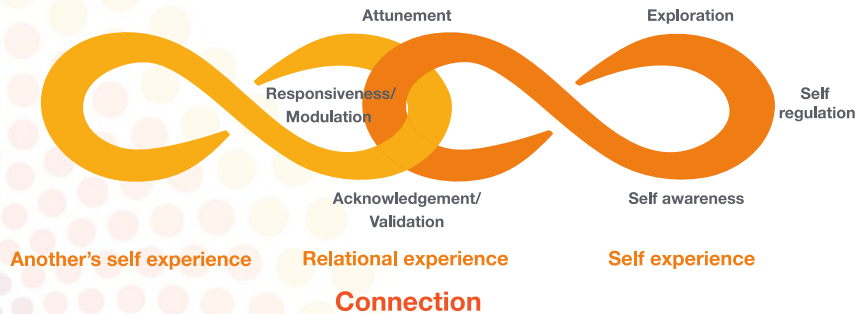 Attunement
Exploration
Responsiveness/
Modulation
Self
regulation
Acknowledgement/
Validation
Self awareness
Another’s self experience
Relational experience
Self experience
Connection